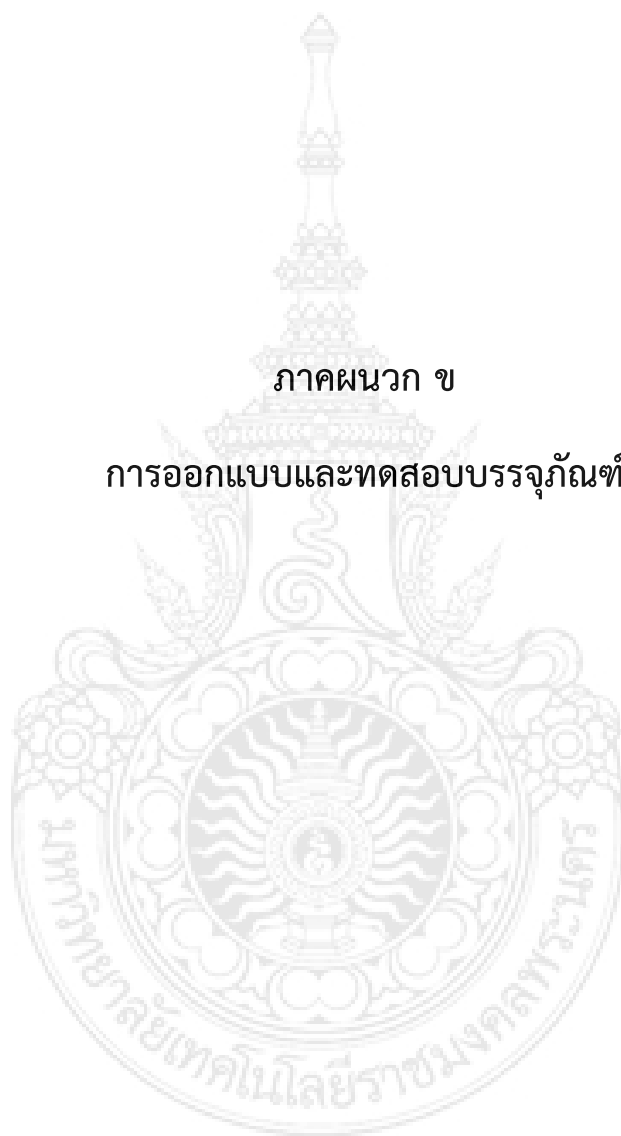 ภาคผนวก ข
การออกแบบและทดสอบบรรจุภัณฑ์
มหาวิทยาลัยเทคโนโลยีราชมงคลพระนคร